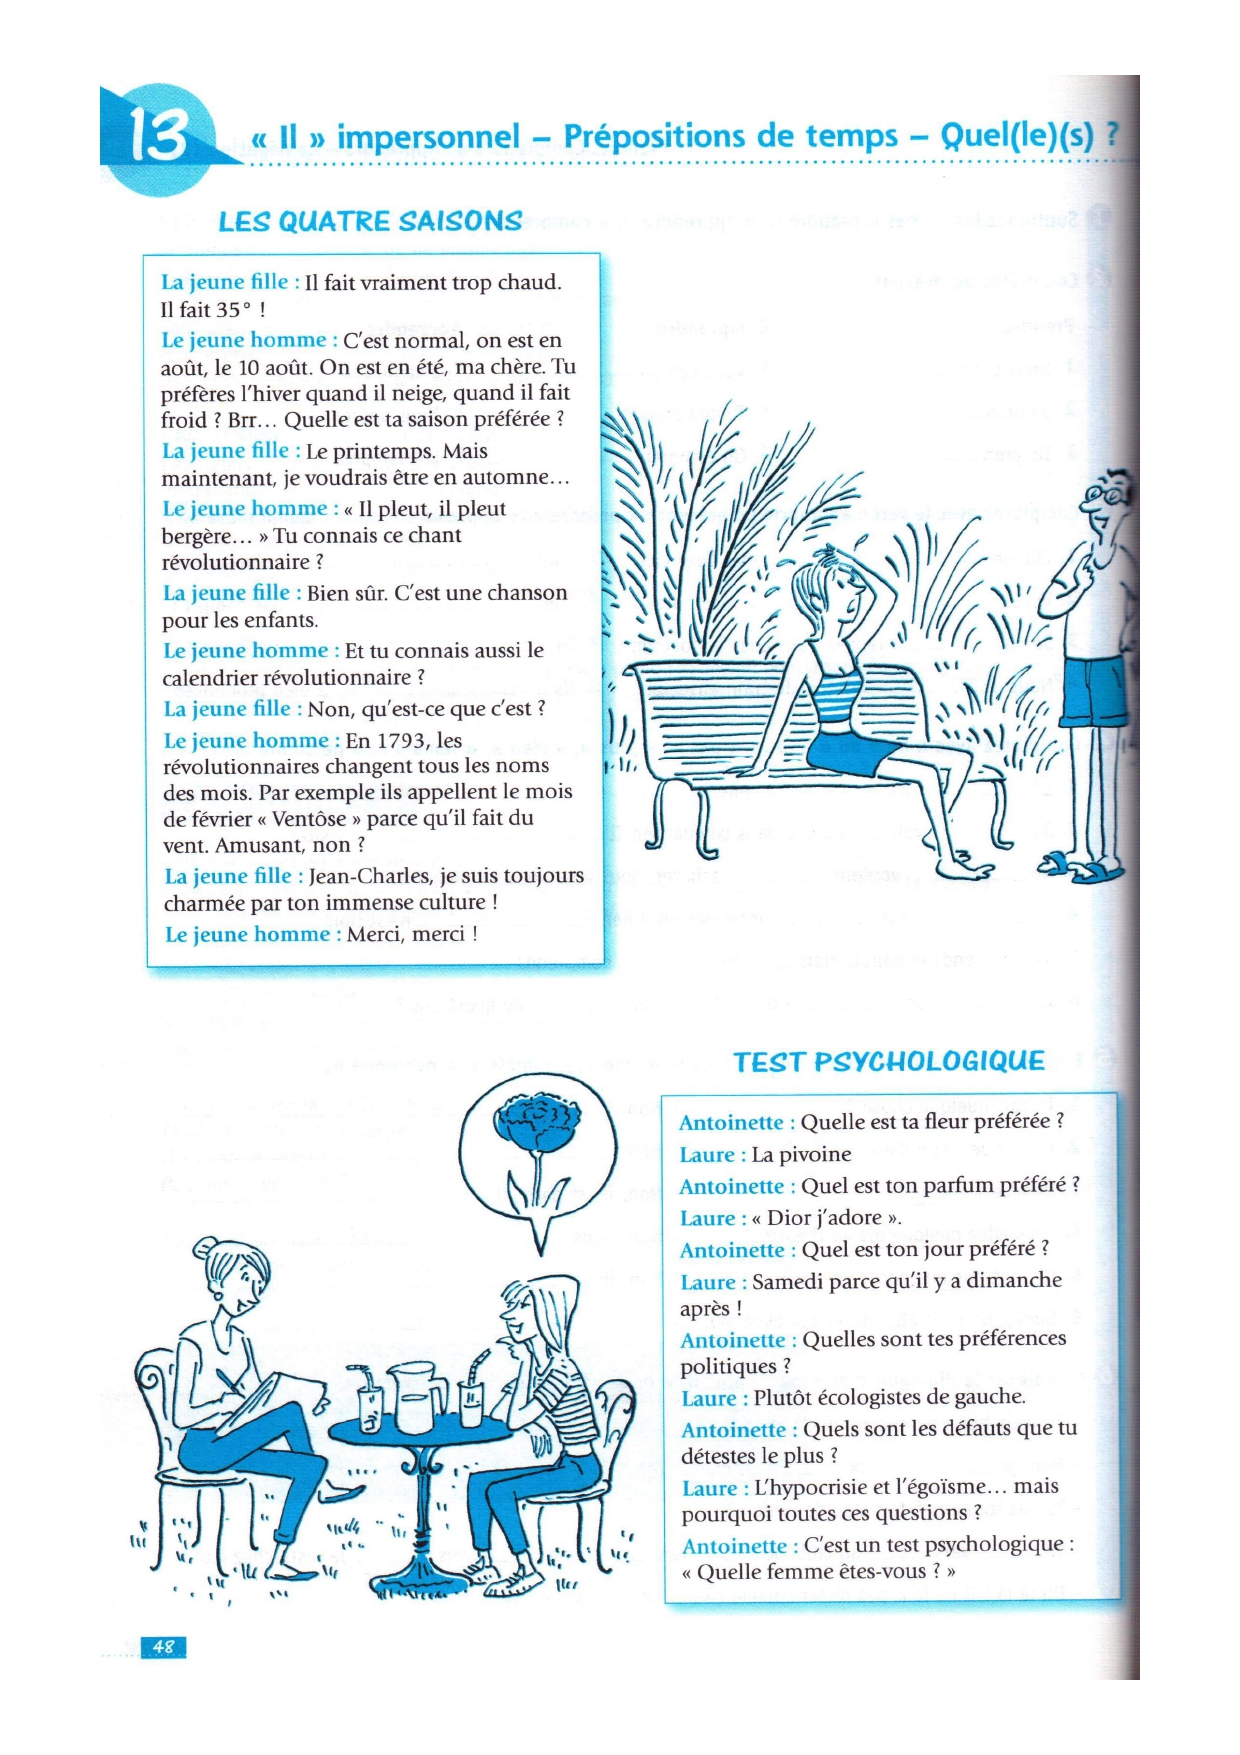 13
« Il » impersonnel – Prépositions de temps – Quel(le)(s) ?
LES QUATRE SAISONS
La jeune fille : Il fait vraiment trop chaud.
Il fait 35° !
Le jeune homme : C'est normal, on est en
août, le 10 août. On est en été, ma chère. Tu
préfères l'hiver quand il neige, quand il fait
froid ? Brr… Quelle est ta saison préférée ?
La jeune fille : Le printemps. Mais
maintenant, je voudrais être en automne…
Le jeune homme : « Il pleut, il pleut
bergère… » Tu connais ce chant
révolutionnaire ?
La jeune fille : Bien sûr. C'est une chanson
pour les enfants.
Le jeune homme : Et tu connais aussi le
calendrier révolutionnaire ?
La jeune fille : Non, qu'est-ce que c'est ?
Le jeune homme : En 1793, les
révolutionnaires changent tous les noms
des mois. Par exemple ils appellent le mois
de février « Ventôse » parce qu'il fait du
vent. Amusant, non ?
La jeune fille : Jean-Charles, je suis toujours
charmée par ton immense culture !
Le jeune homme : Merci, merci !
TEST PSYCHOLOGIQUE
Antoinette : Quelle est ta fleur préférée ?
Laure : La pivoine
Antoinette : Quel est ton parfum préféré ?
Laure : « Dior j'adore ».
Antoinette : Quel est ton jour préféré ?
Laure : Samedi parce qu'il y a dimanche
après !
Antoinette : Quelles sont tes préférences
politiques ?
Laure : Plutôt écologistes de gauche.
Antoinette : Quels sont les défauts que tu
détestes le plus ?
Laure : L'hypocrisie et l'égoïsme… mais
pourquoi toutes ces questions ?
Antoinette : C'est un test psychologique :
« Quelle femme êtes-vous ? »
48